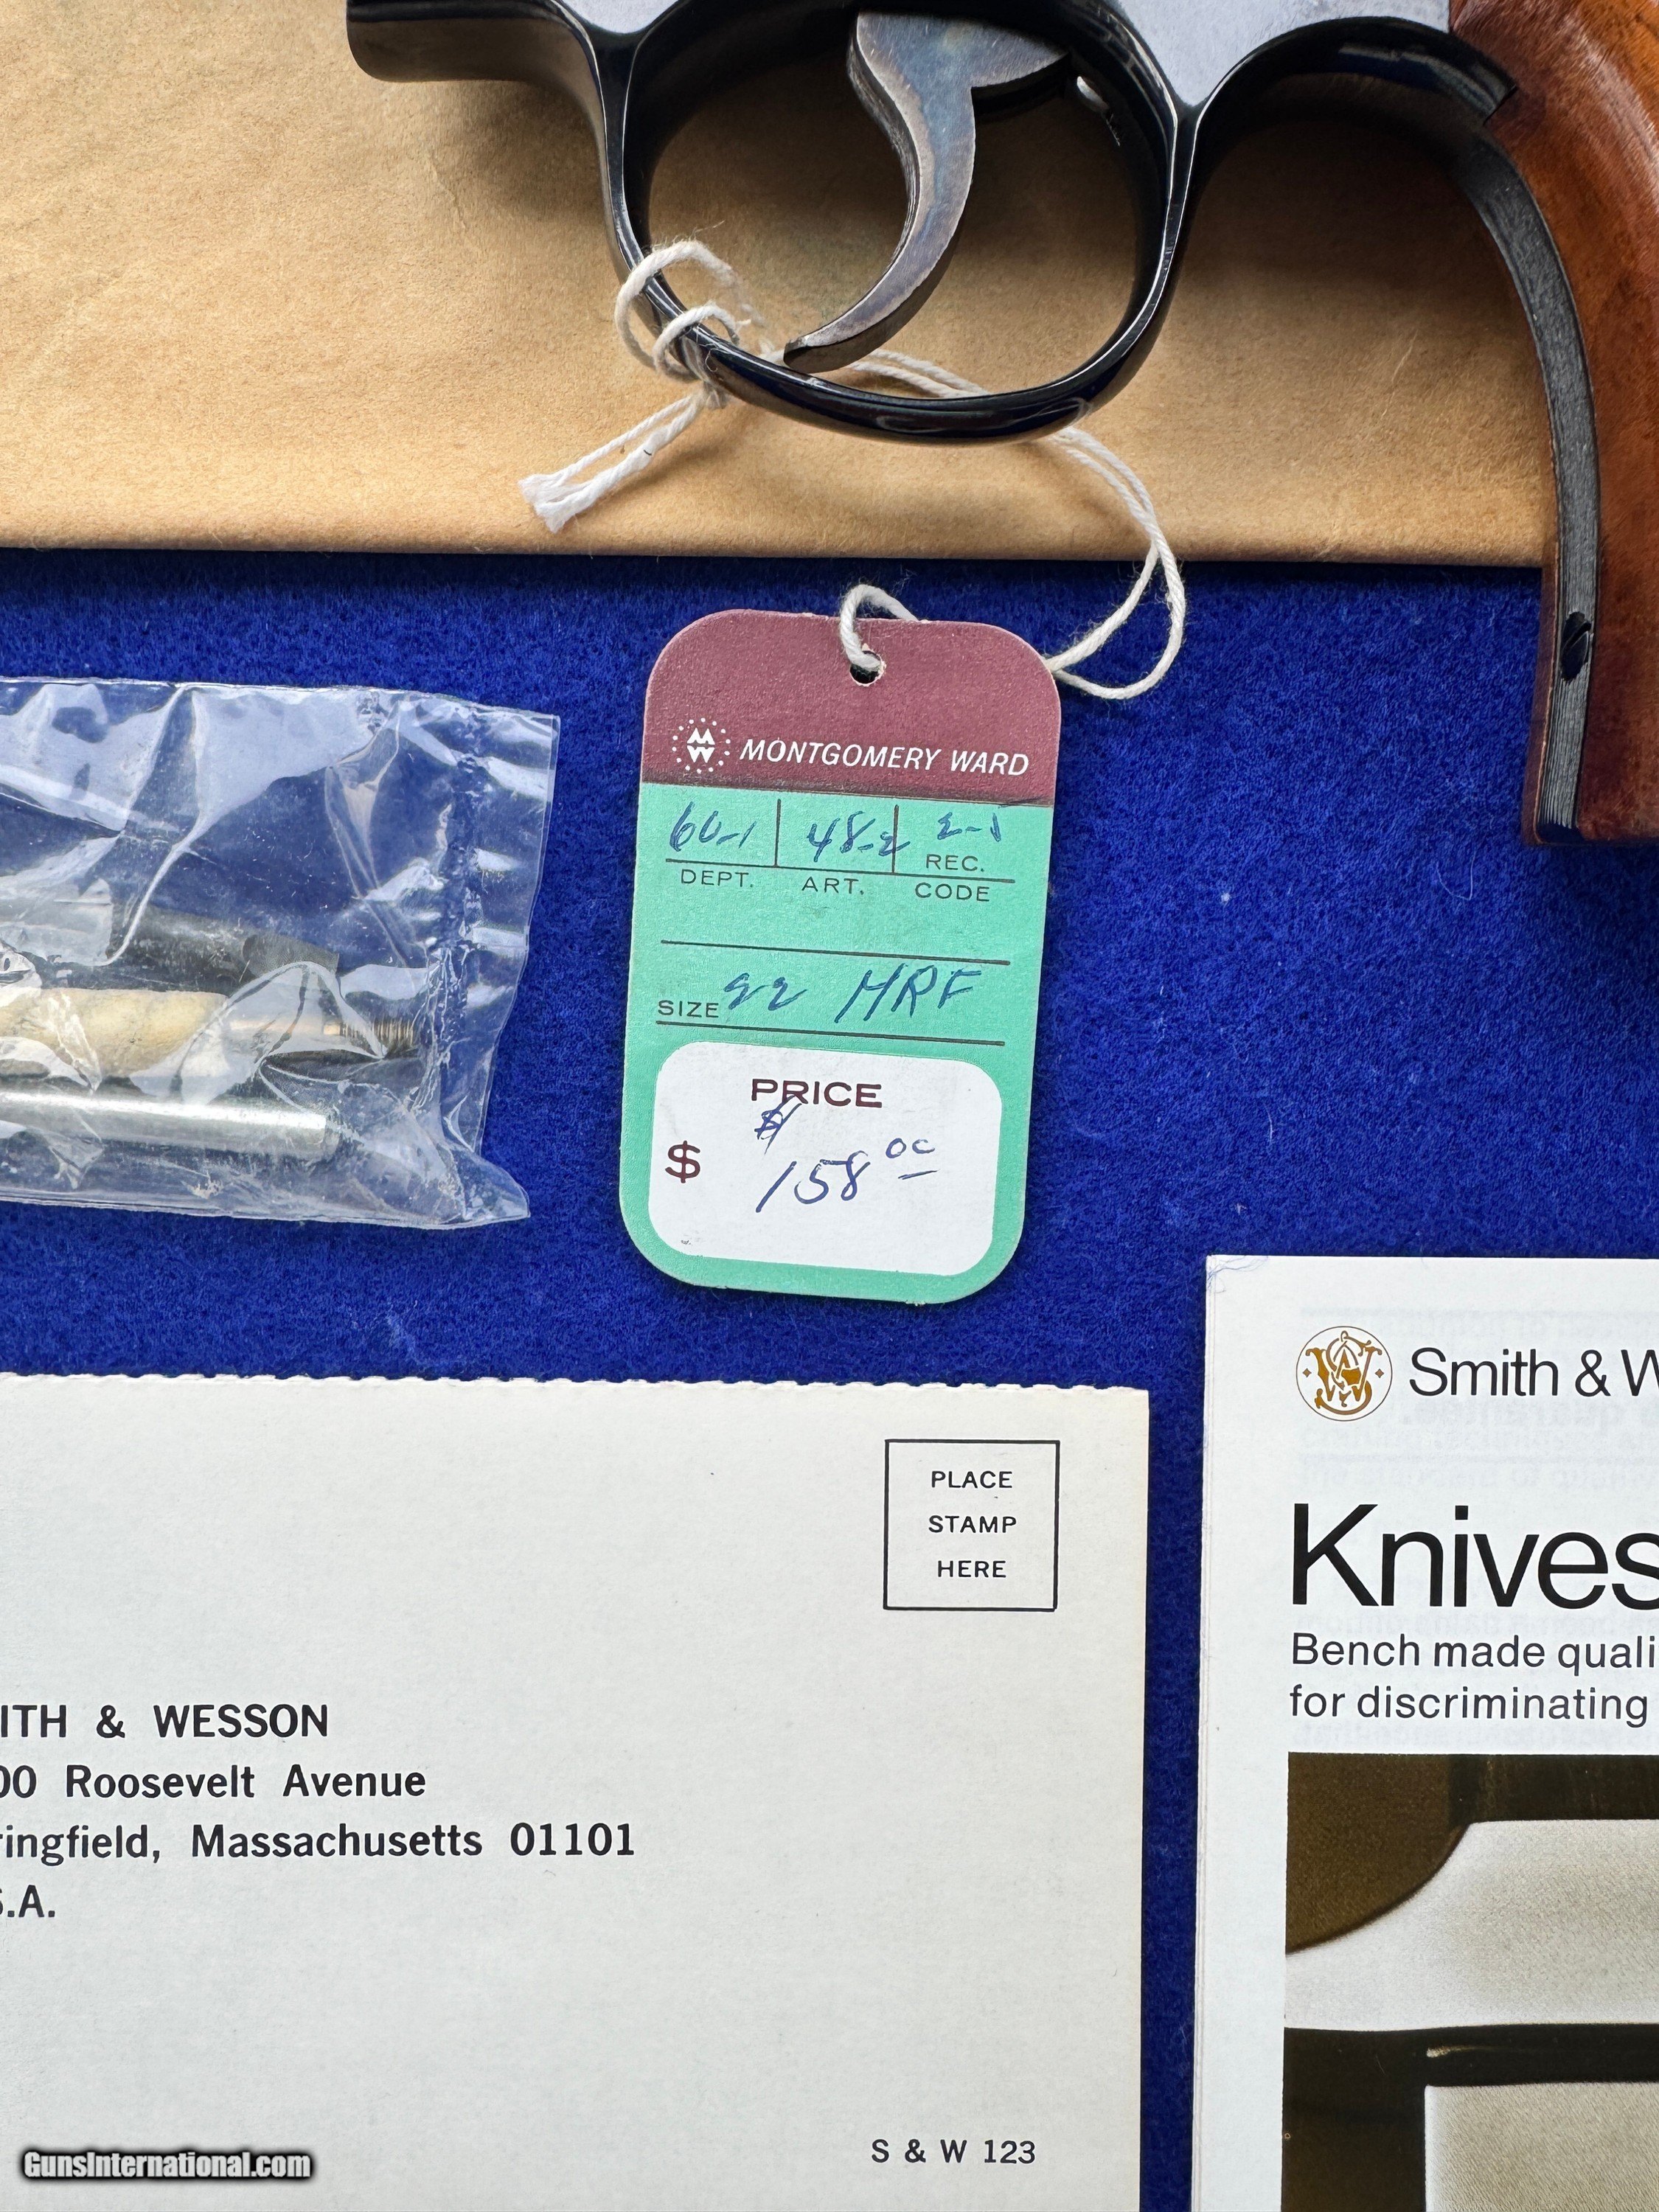 MONTGOMERY WARD
60-1 48-2 2-1
REC.
DEPT. ART. CODE
SIZE 22 MRF
PRICE
$
$ 158 00
Smith & W
Knives
Bench made quali
for discriminating
PLACE
STAMP
HERE
ITH & WESSON
00 Roosevelt Avenue
ringfield, Massachusetts 01101
S.A.
S & W 123
GunsInternational.com